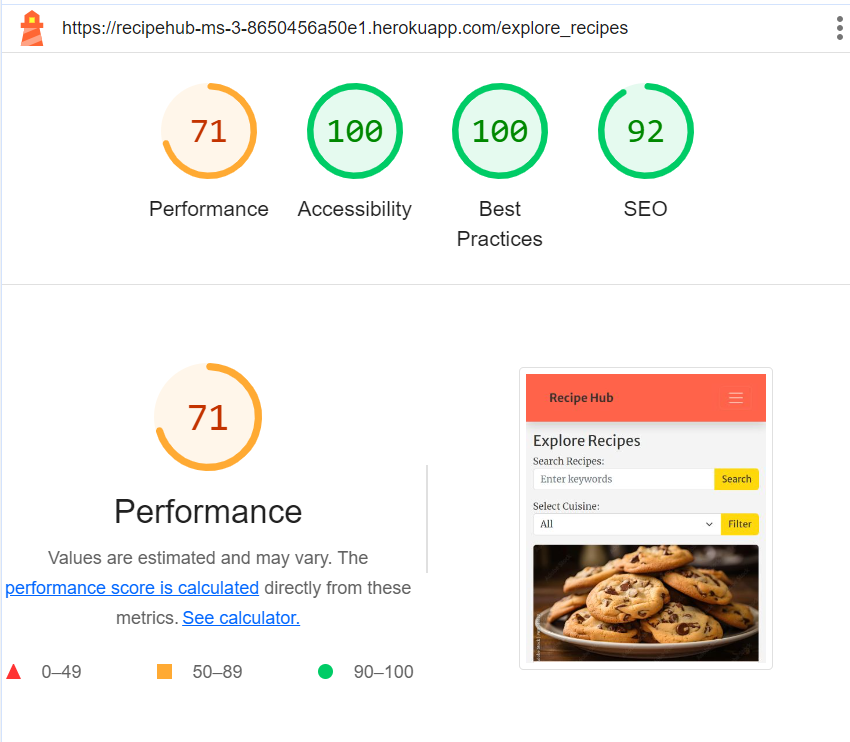 https://recipehub-ms-3-8650456a50e1.herokuapp.com/explore_recipes
71
100
100
92
Performance
Accessibility
Best
Practices
SEO
71
Performance
Values are estimated and may vary. The
performance score is calculated directly from these
metrics. See calculator.
0–49
50–89
90–100
Recipe Hub
Explore Recipes
Search Recipes:
Enter keywords
Search
Select Cuisine:
All
Filter